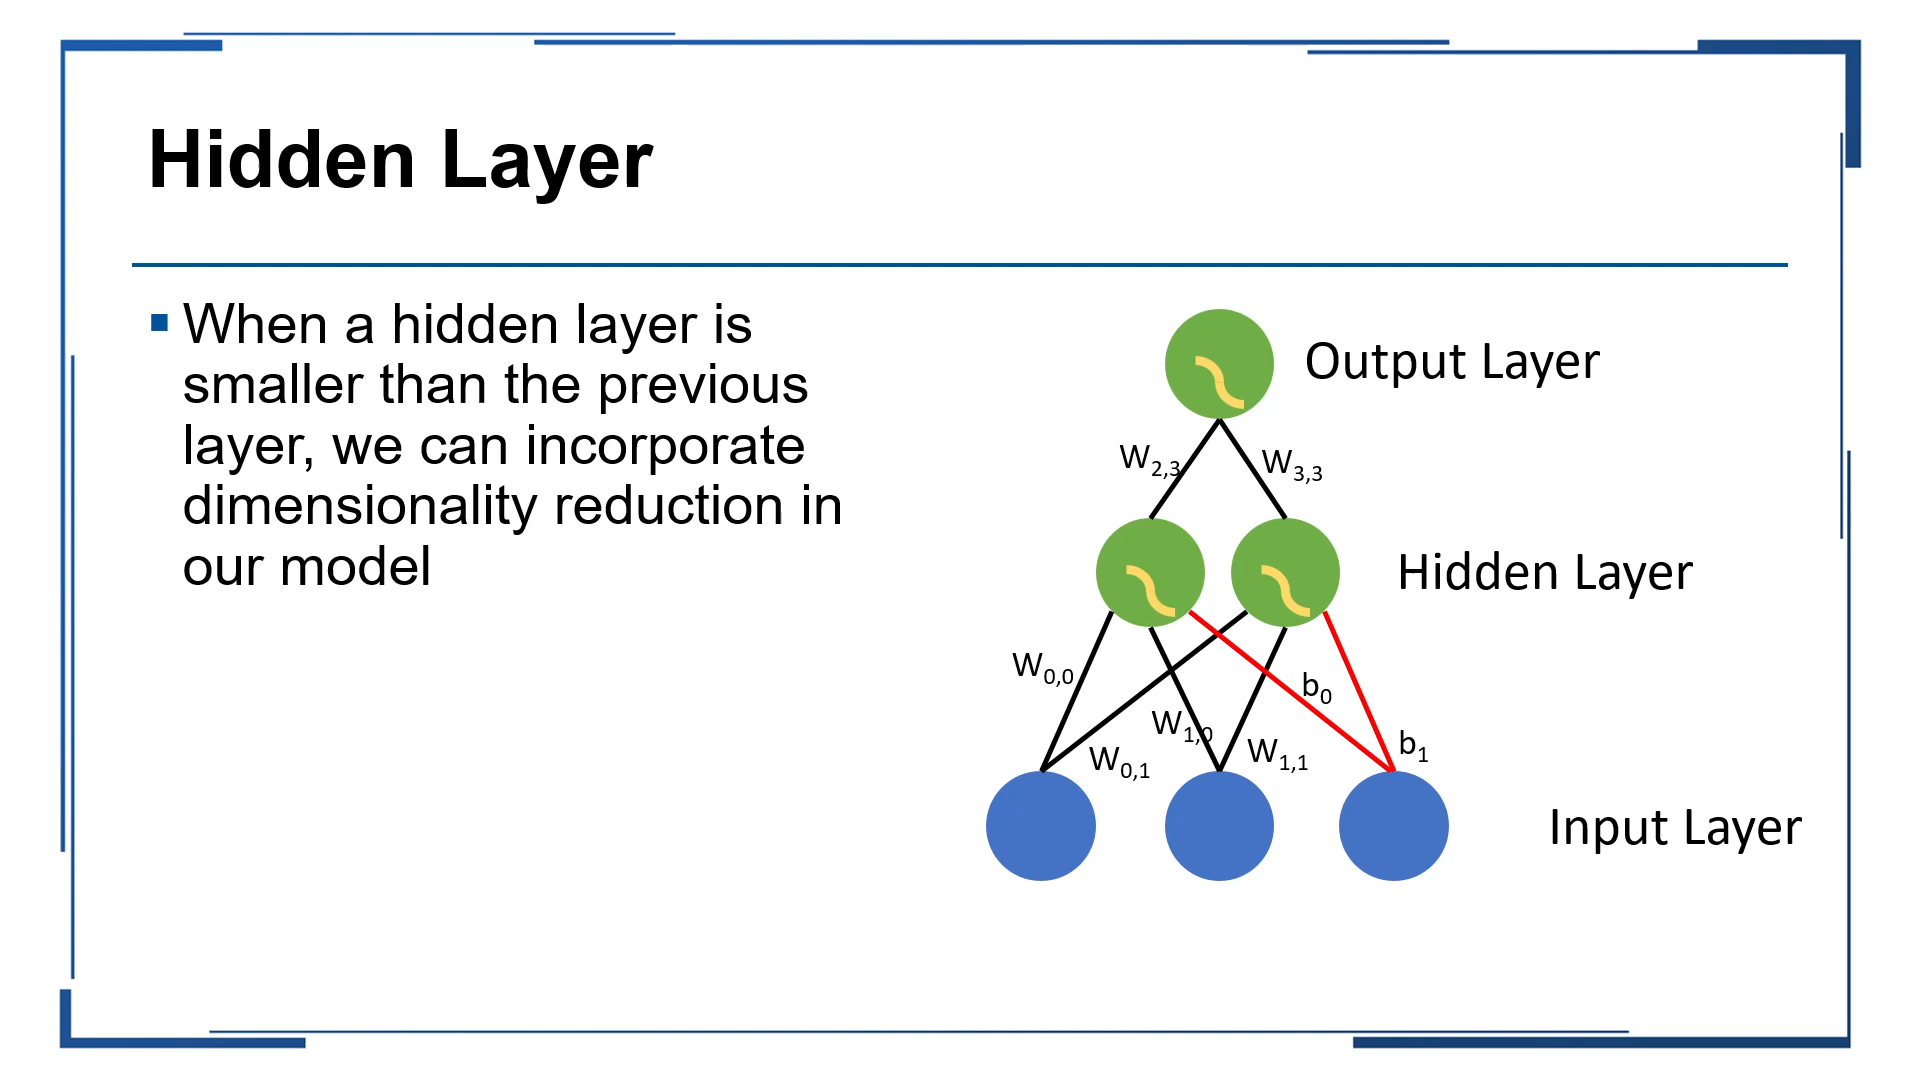 Hidden Layer
When a hidden layer is
smaller than the previous
layer, we can incorporate
dimensionality reduction in
our model
Output Layer
W2,3
W3,3
Hidden Layer
W0,0
b0
W1,0
b1
W0,1
W1,1
Input Layer